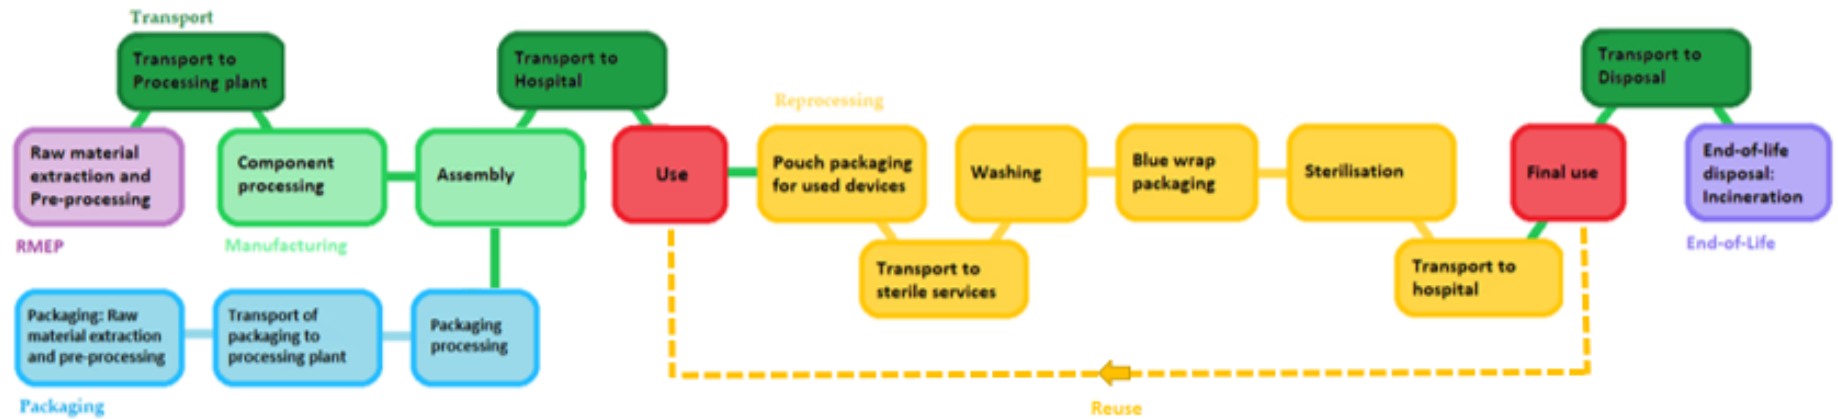 Transport
Transport to
Processing plant
Transport to
Hospital
Transport to
Disposal
Reprocessing
Raw material
extraction and
Pre-processing
Component
processing
Assembly
Use
Pouch packaging
for used devices
Washing
Blue wrap
packaging
Sterilisation
Final use
End-of-life
disposal:
Incineration
RMEP
Manufacturing
End-of-Life
Transport to
sterile services
Transport to
hospital
Packaging: Raw
material extraction
and pre-processing
Transport of
packaging to
processing plant
Packaging
processing
Packaging
Reuse